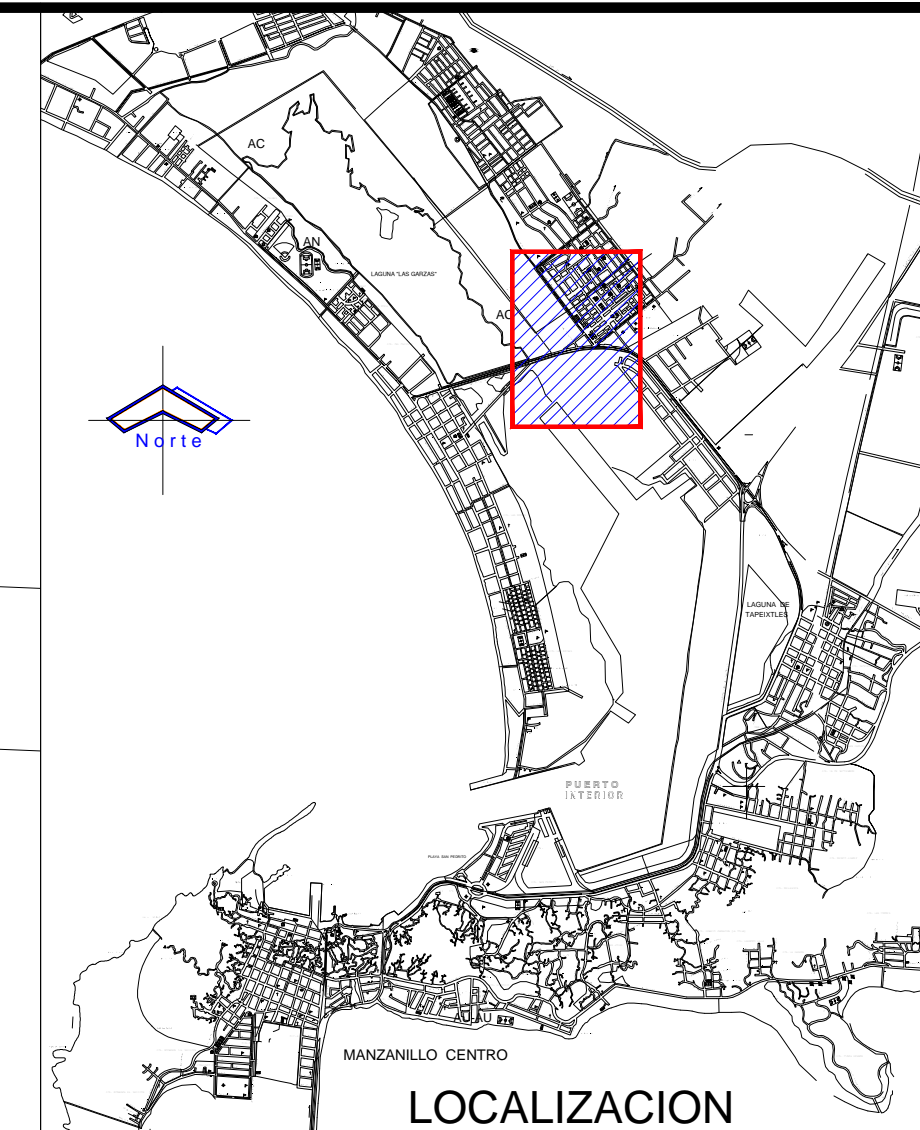 AC
AN
LAGUNA "LAS GARZAS"
AC
Norte
LAGUNA DE
TAPEIXTLES
PUERTO
INTERIOR
PLAYA SAN PEDRITO
MANZANILLO CENTRO
LOCALIZACION